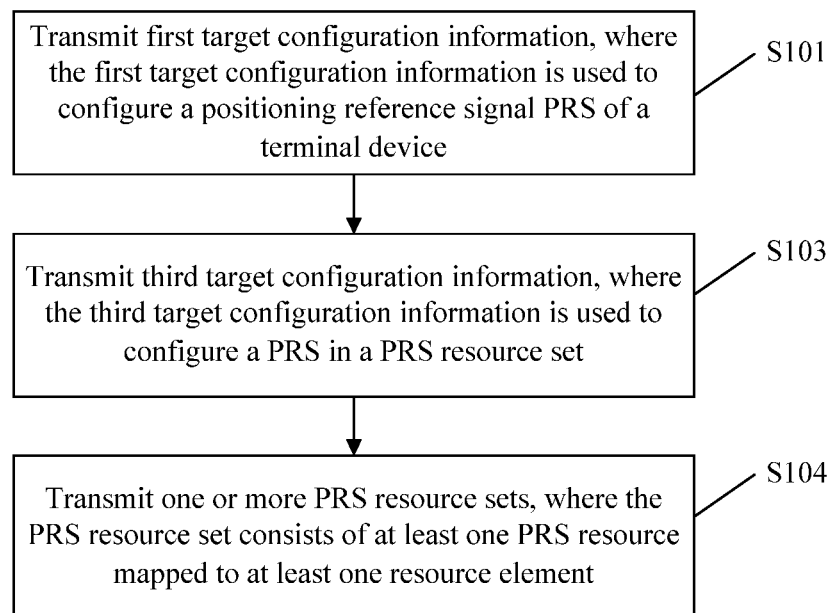 Transmit first target configuration information, where
the first target configuration information is used to
configure a positioning reference signal PRS of a
terminal device
S101
Transmit third target configuration information, where
the third target configuration information is used to
configure a PRS in a PRS resource set
S103
Transmit one or more PRS resource sets, where the
PRS resource set consists of at least one PRS resource
mapped to at least one resource element
S104